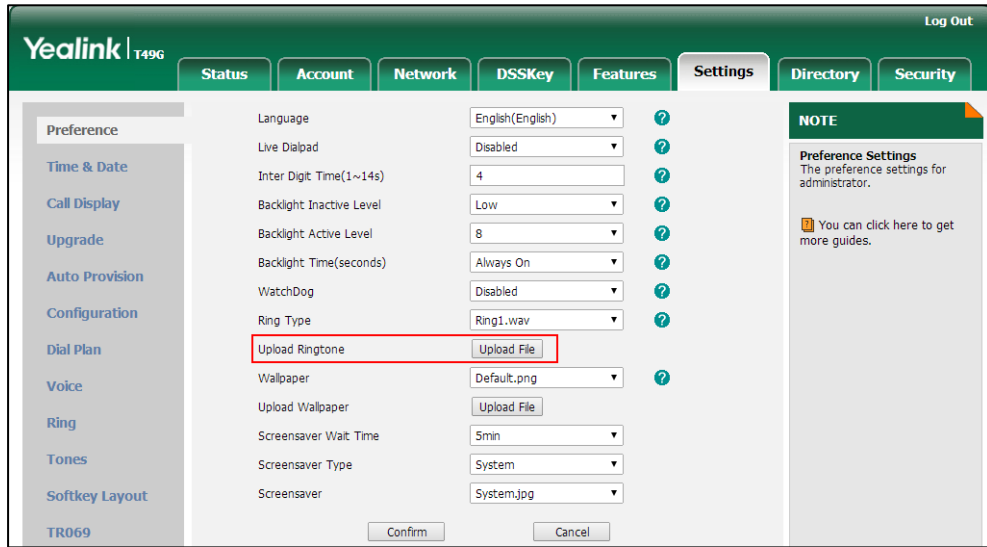 Log Out
Yealink T49G
Status Account Network DSSKey Features Settings Directory Security
Preference
Time & Date
Call Display
Upgrade
Auto Provision
Configuration
Dial Plan
Voice
Ring
Tones
Softkey Layout
TR069
Language English(English)
Live Dialpad Disabled
Inter Digit Time(1~14s) 4
Backlight Inactive Level Low
Backlight Active Level 8
Backlight Time(seconds) Always On
WatchDog Disabled
Ring Type Ring1.wav
Upload Ringtone Upload File
Wallpaper Default.png
Upload Wallpaper Upload File
Screensaver Wait Time 5min
Screensaver Type System
Screensaver System.jpg
Confirm Cancel
NOTE
Preference Settings
The preference settings for
administrator.
You can click here to get
more guides.